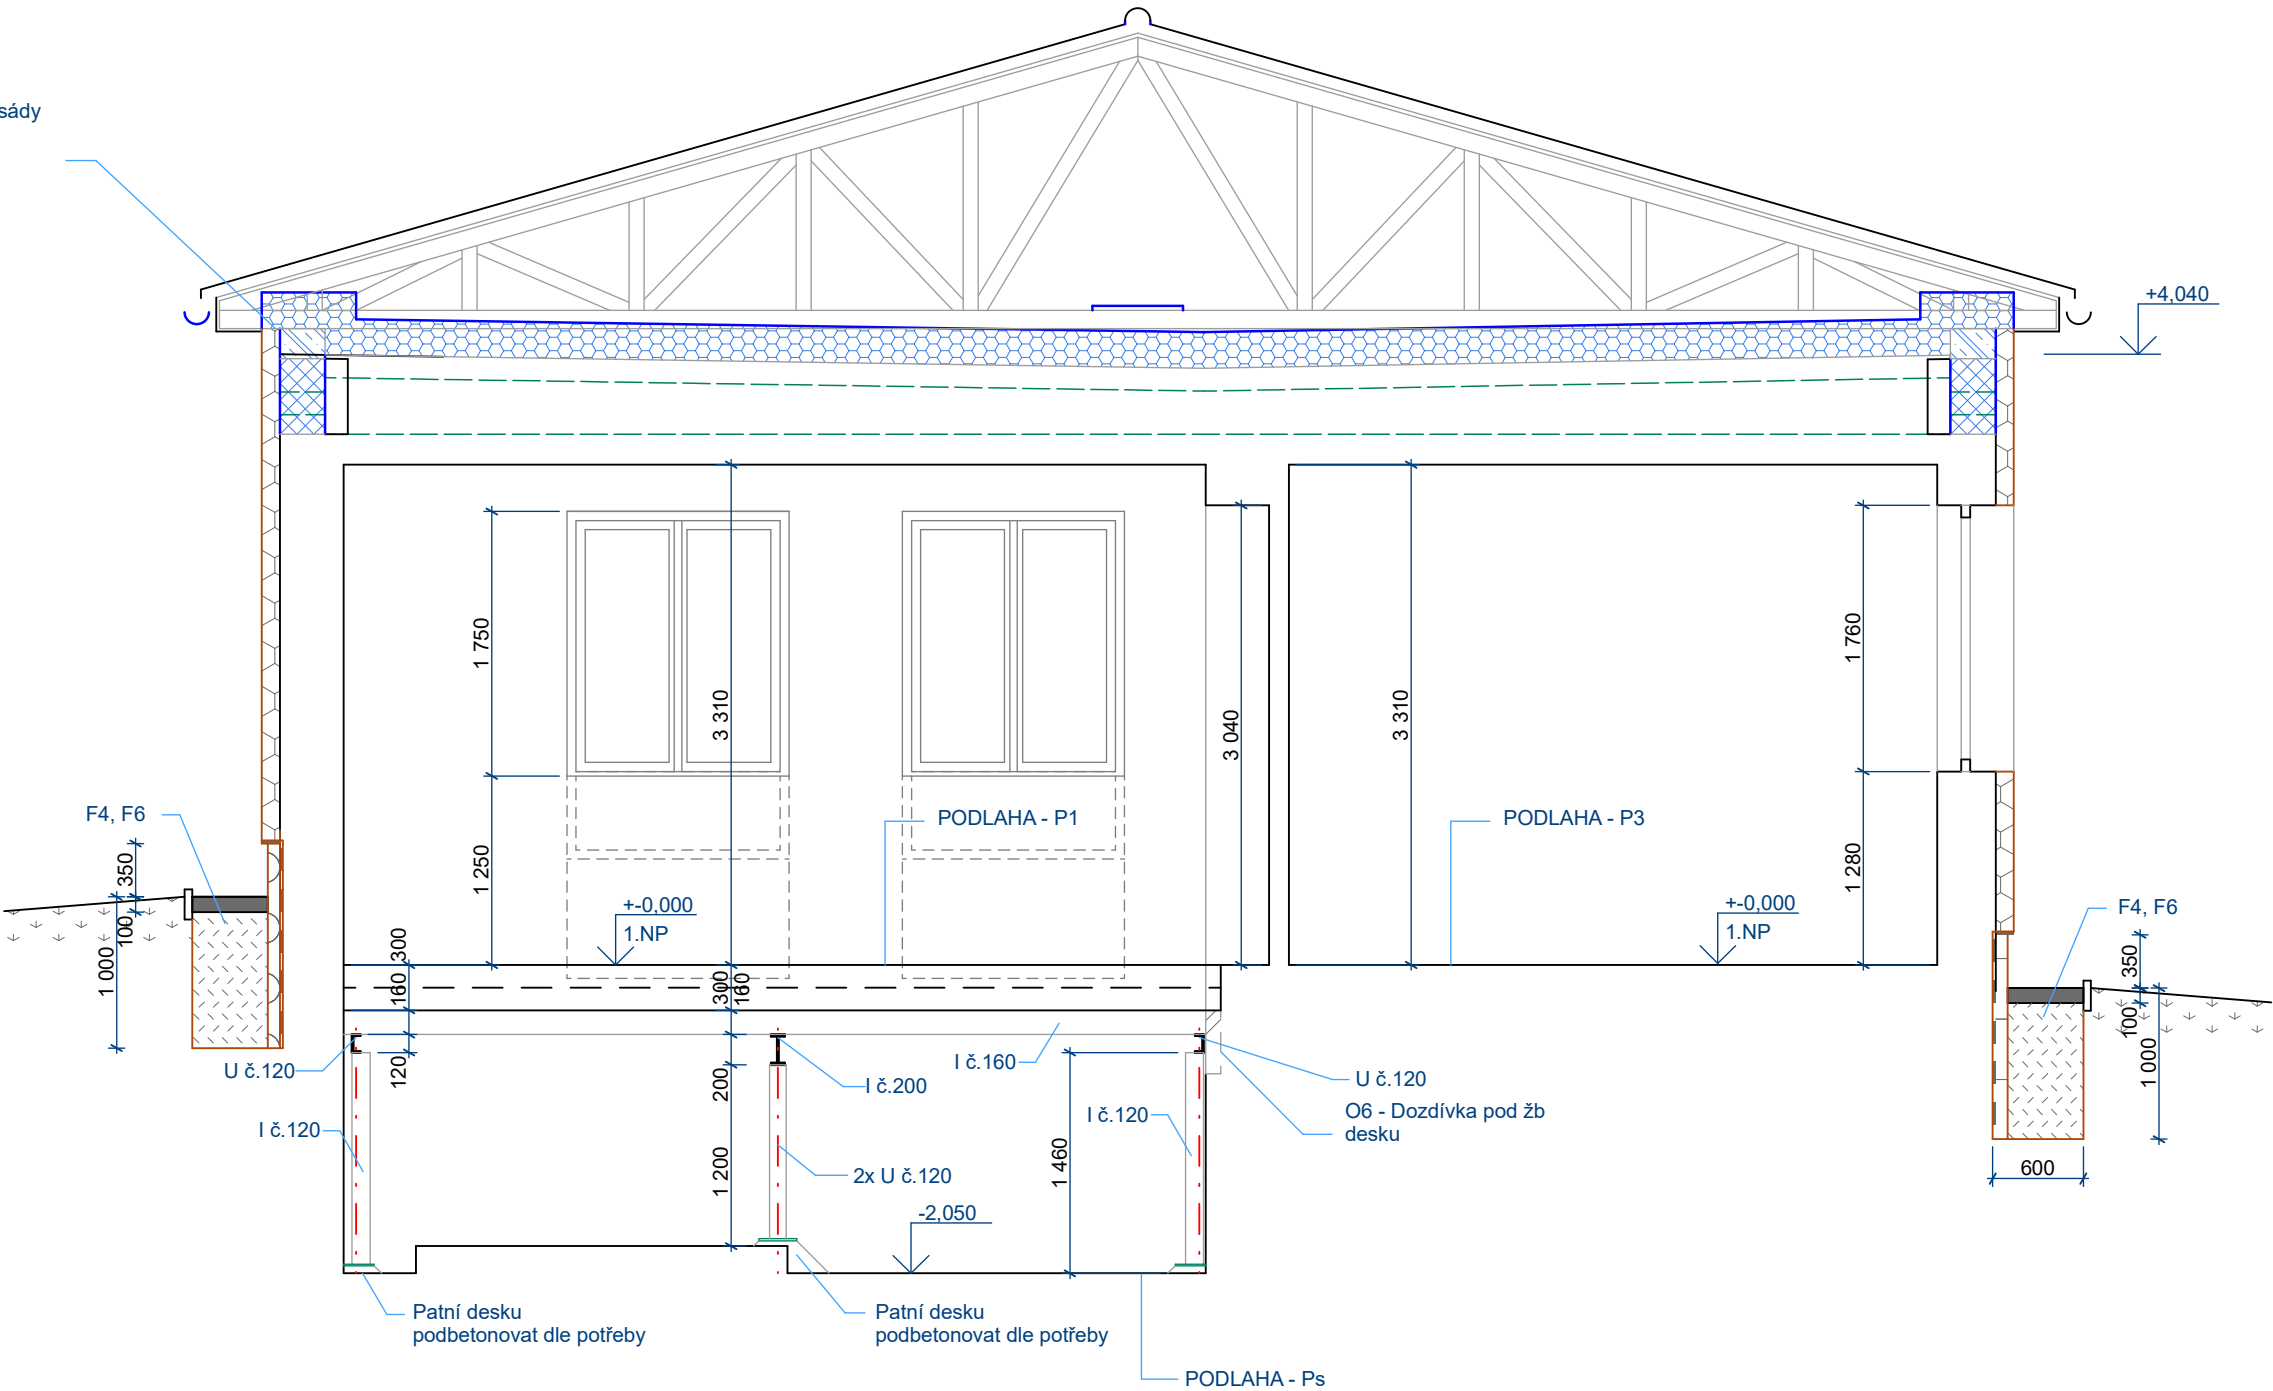 sády
+4,040
1 750
3 310
3 040
3 310
1 760
F4, F6
350
100
1 000
1 250
PODLAHA - P1
PODLAHA - P3
1 280
+-0,000
1.NP
+-0,000
1.NP
F4, F6
350
100
1 000
600
300
160
120
300
160
200
1 200
U č.120
I č.120
I č.200
I č.160
2x U č.120
1 460
I č.120
U č.120
O6 - Dozdívka pod žb
desku
-2,050
Patní desku
podbetonovat dle potřeby
Patní desku
podbetonovat dle potřeby
PODLAHA - Ps